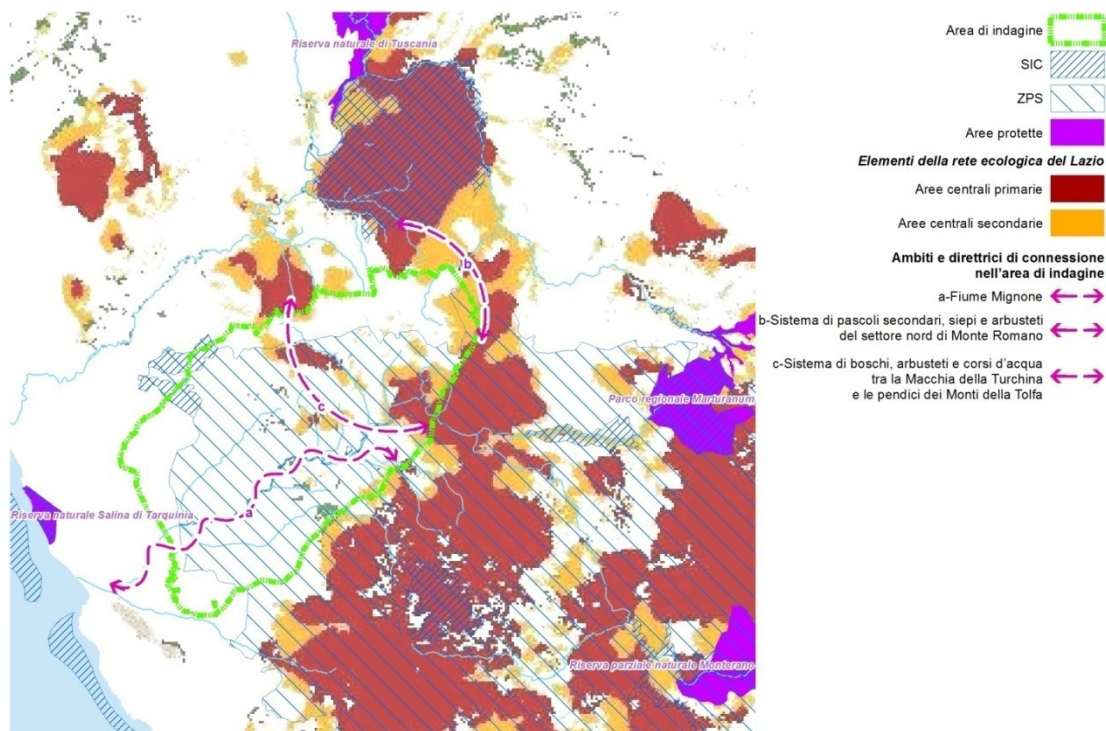 Riserva naturale di Tuscania
b
c
Parco regionale Marturanum
Riserva naturale Salina di Tarquinia
a
Riserva parziale naturale Monterano
Area di indagine
SIC
ZPS
Aree protette
Elementi della rete ecologica del Lazio
Aree centrali primarie
Aree centrali secondarie
Ambiti e direttrici di connessione
nell'area di indagine
a-Fiume Mignone
b-Sistema di pascoli secondari, siepi e arbusteti
del settore nord di Monte Romano
c-Sistema di boschi, arbusteti e corsi d'acqua
tra la Macchia della Turchina
e le pendici dei Monti della Tolfa